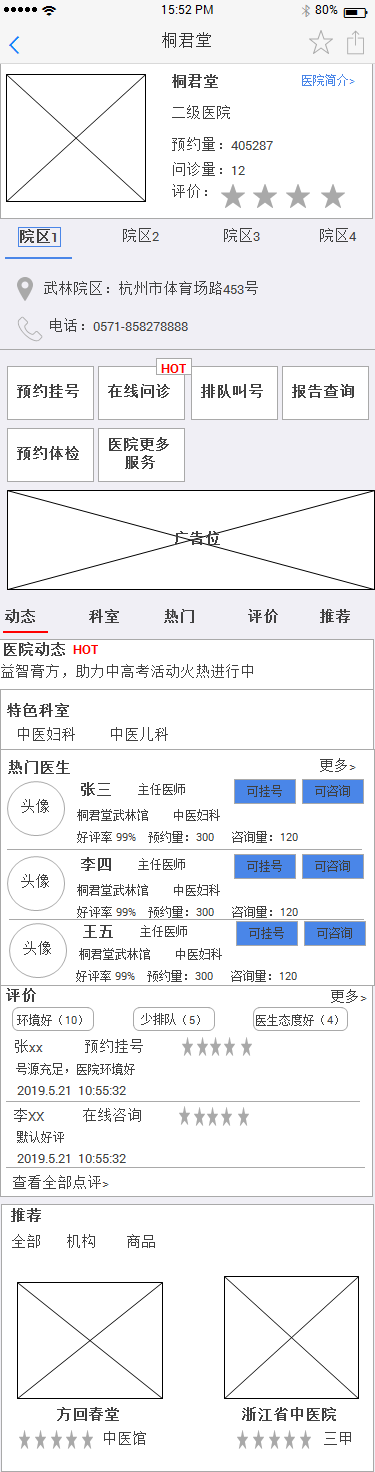 15:52 PM 80%
桐君堂
桐君堂 医院简介>
二级医院
预约量：405287
问诊量：12
评价：
院区1 院区2 院区3 院区4
武林院区：杭州市体育场路453号
电话：0571-858278888
HOT
预约挂号 在线问诊 排队叫号 报告查询
预约体检 医院更多
服务
广告位
动态 科室 热门 评价 推荐
医院动态 HOT
益智膏方，助力中高考活动火热进行中
特色科室
中医妇科 中医儿科
热门医生 更多>
头像 张三 主任医师 可挂号 可咨询
桐君堂武林馆 中医妇科
好评率 99% 预约量：300 咨询量：120
头像 李四 主任医师 可挂号 可咨询
桐君堂武林馆 中医妇科
好评率 99% 预约量：300 咨询量：120
头像 王五 主任医师 可挂号 可咨询
桐君堂武林馆 中医妇科
好评率 99% 预约量：300 咨询量：120
评价 更多>
环境好（10） 少排队（5） 医生态度好（4）
张xx 预约挂号
号源充足，医院环境好
2019.5.21 10:55:32
李XX 在线咨询
默认好评
2019.5.21 10:55:32
查看全部点评>
推荐
全部 机构 商品
方回春堂 浙江省中医院
中医馆 三甲